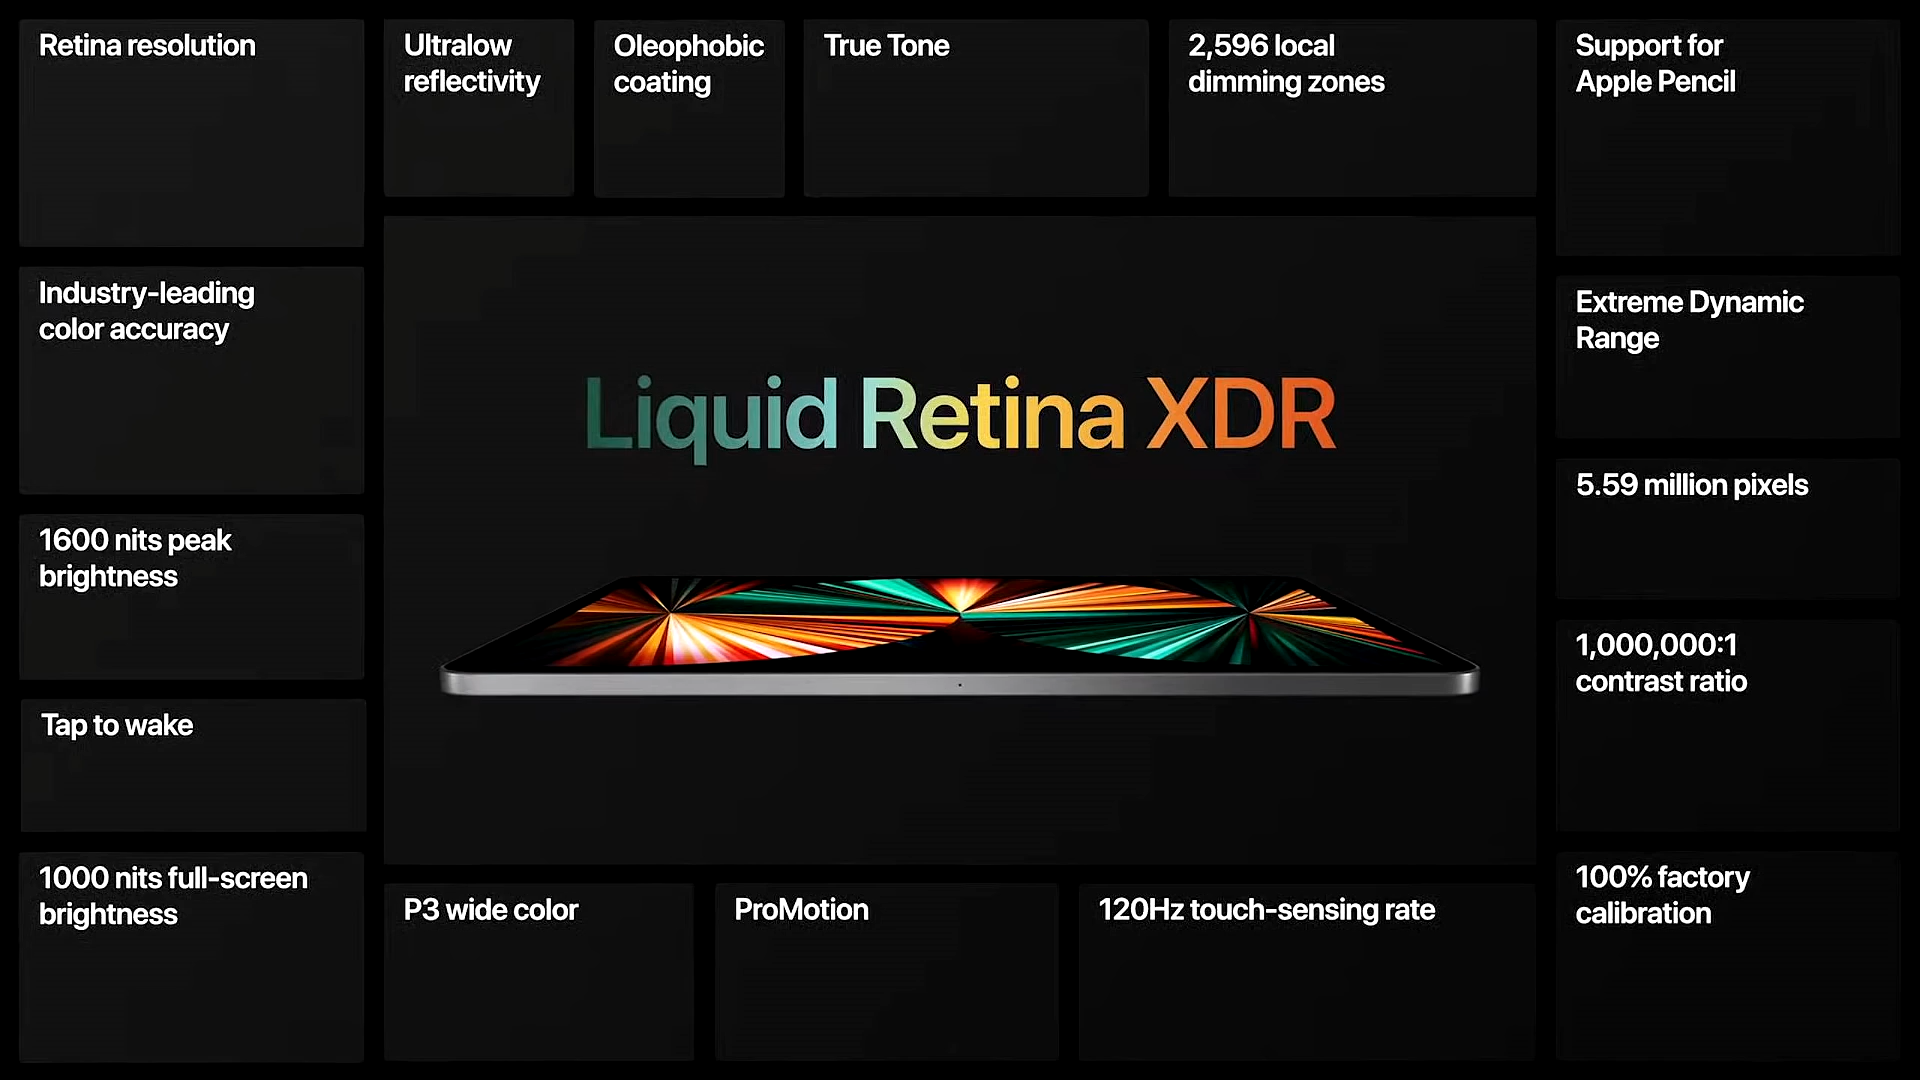 Retina resolution
Ultralow
reflectivity
Oleophobic
coating
True Tone
2,596 local
dimming zones
Support for
Apple Pencil
Industry-leading
color accuracy
Extreme Dynamic
Range
Liquid Retina XDR
1600 nits peak
brightness
5.59 million pixels
Tap to wake
1,000,000:1
contrast ratio
1000 nits full-screen
brightness
P3 wide color
ProMotion
120Hz touch-sensing rate
100% factory
calibration